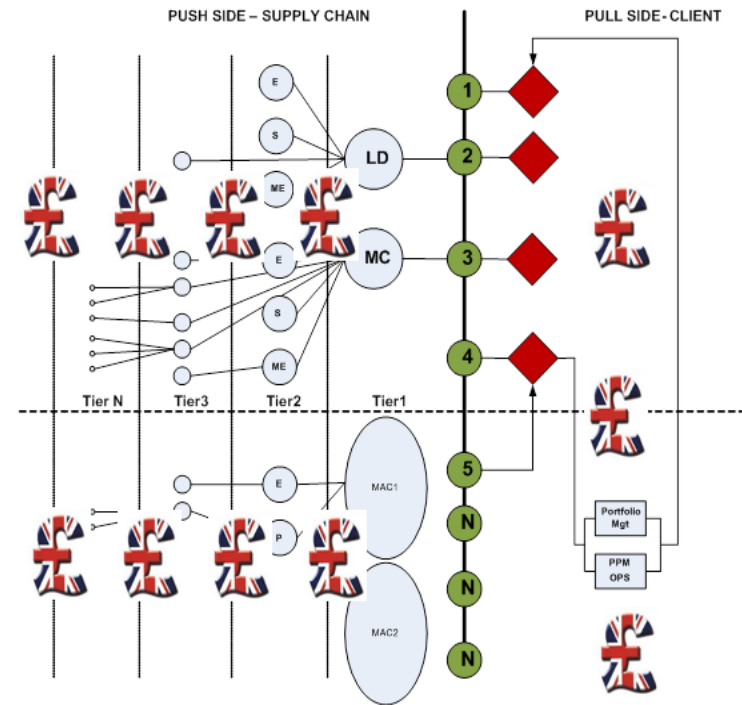 PUSH SIDE – SUPPLY CHAIN
PULL SIDE- CLIENT
E
1
S
LD
2
ME
£
£
£
£
£
E
MC
3
S
4
ME
£
Tier N
Tier3
Tier2
Tier1
5
E
MAC1
N
Portfolio
Mgt
P
£
£
£
£
PPM
OPS
N
MAC2
£
N